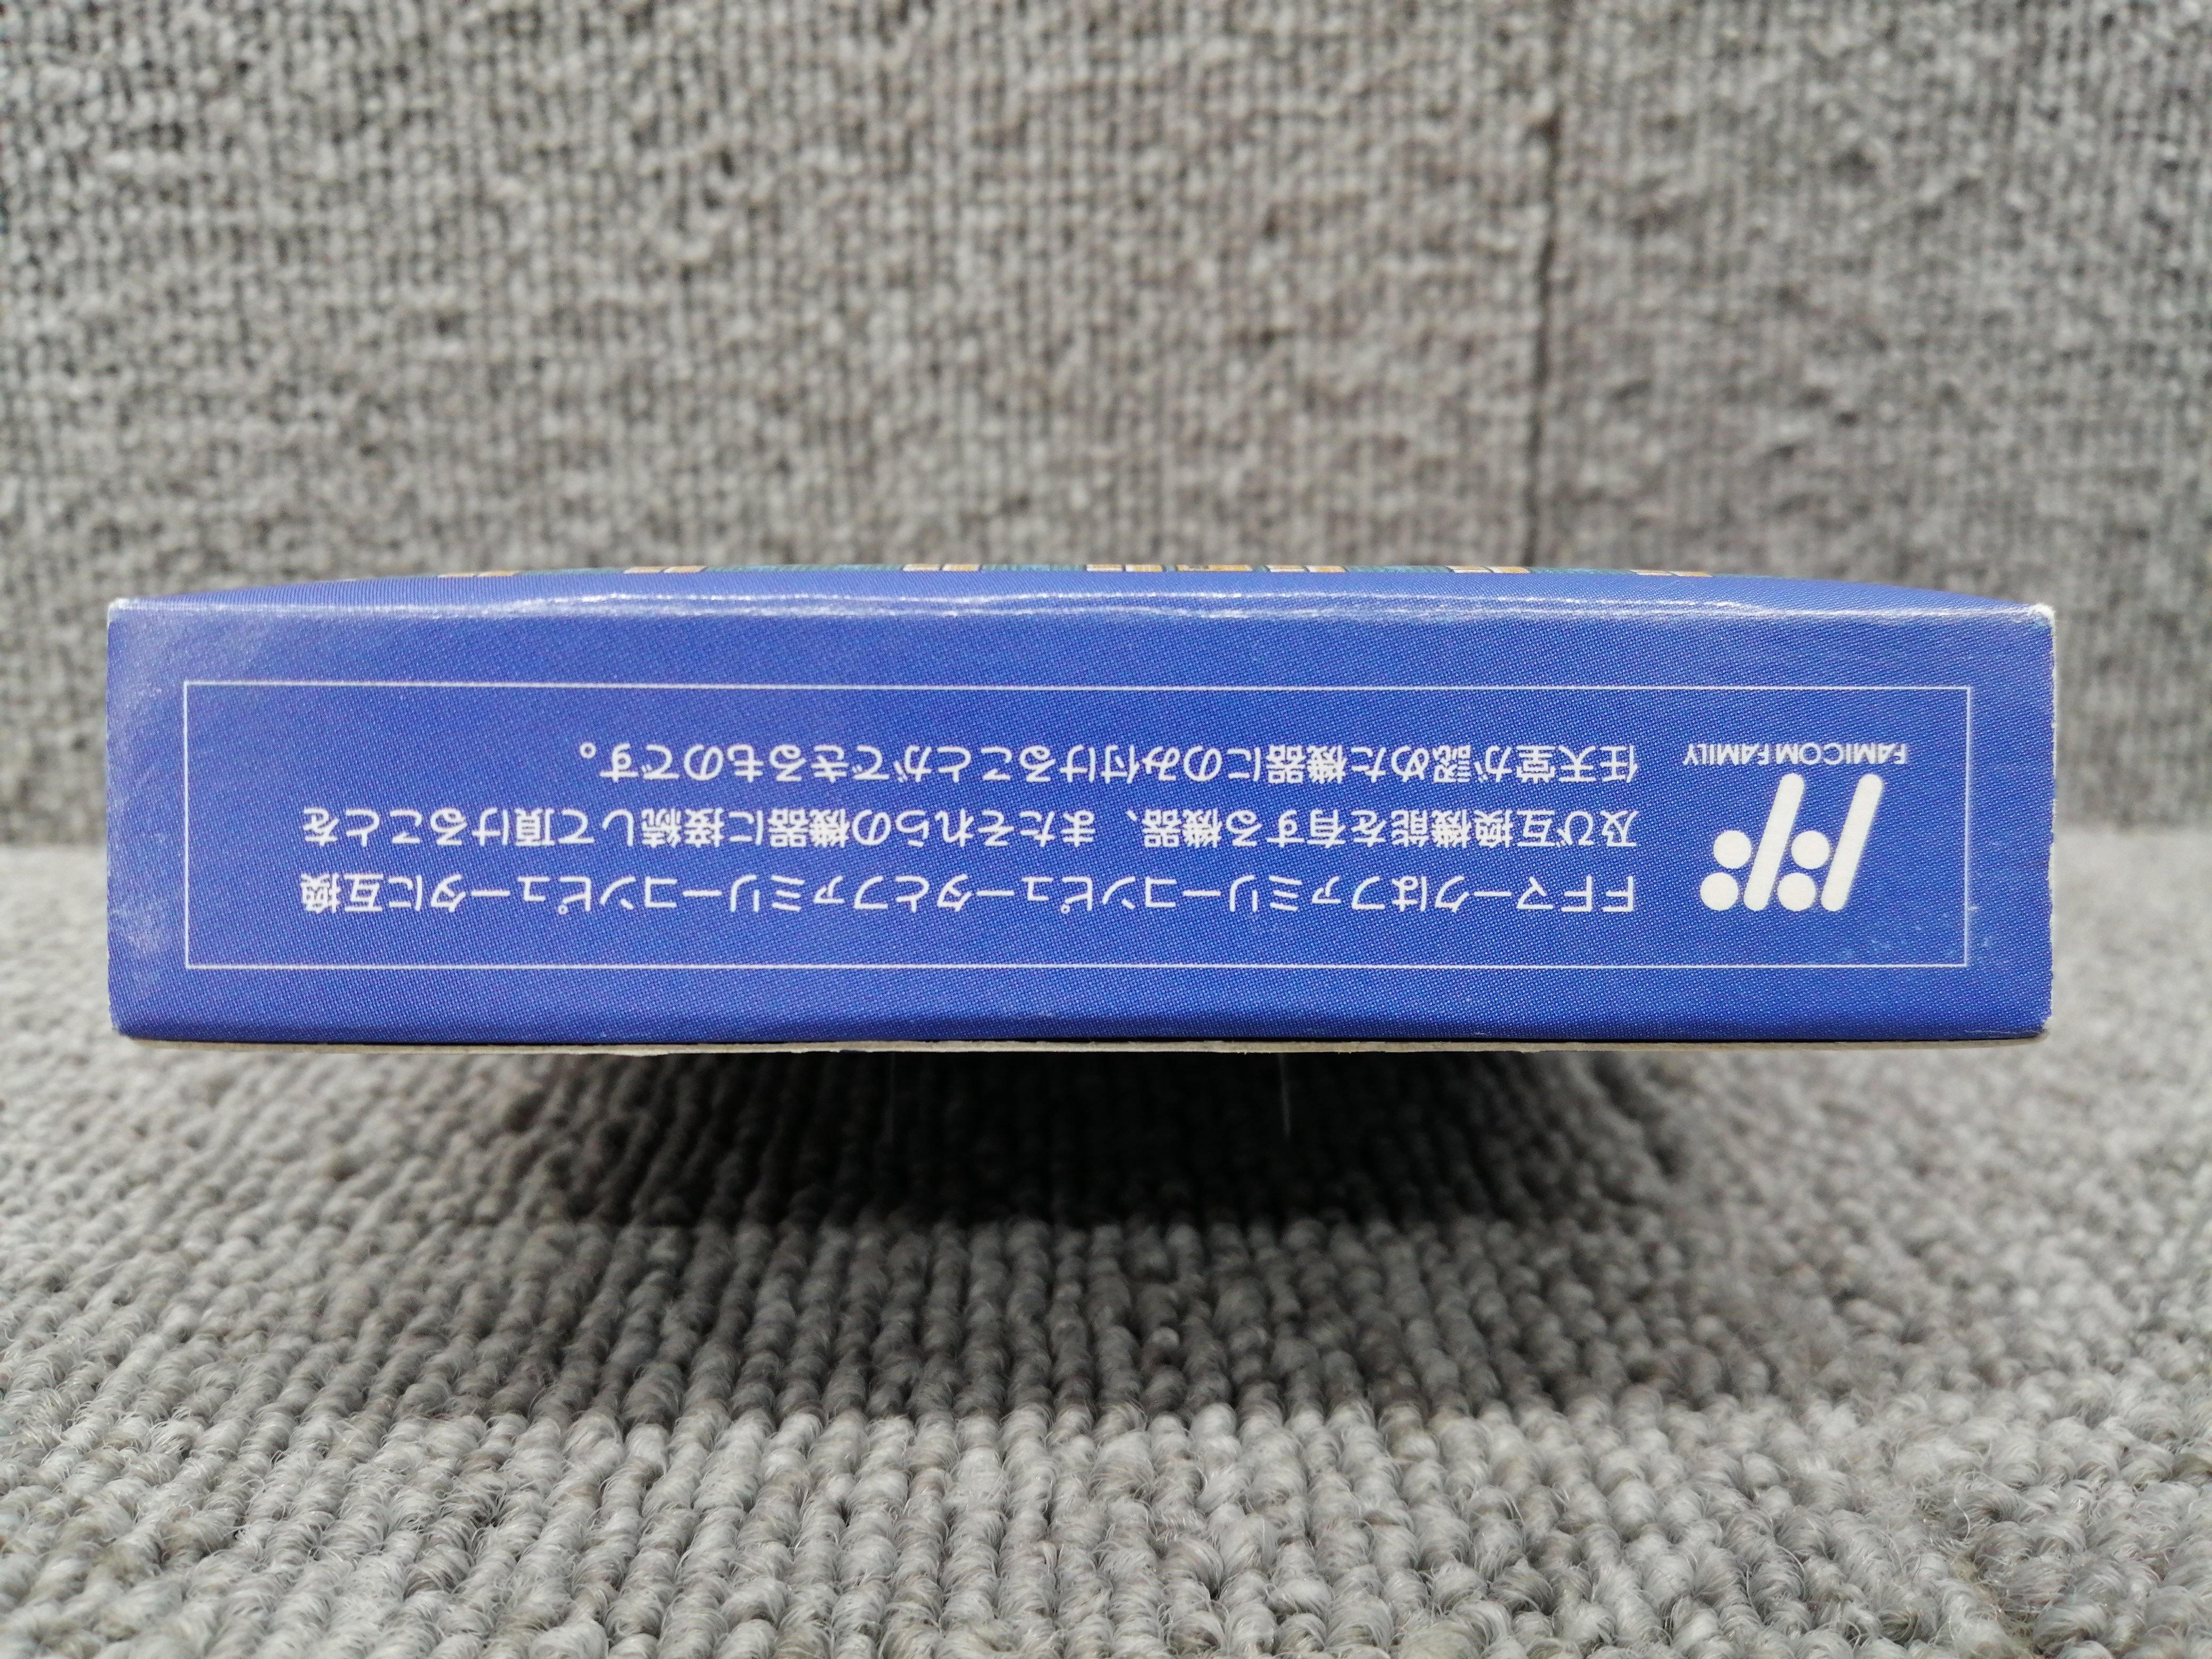 FAMICOM FAMILY
FFマークはファミリーコンピュータとファミリーコンピュータに互換
及び互換機能を有する機器、またそれらの機器に接続して頂けることを
任天堂が認めた機器にのみ付けることができるものです。